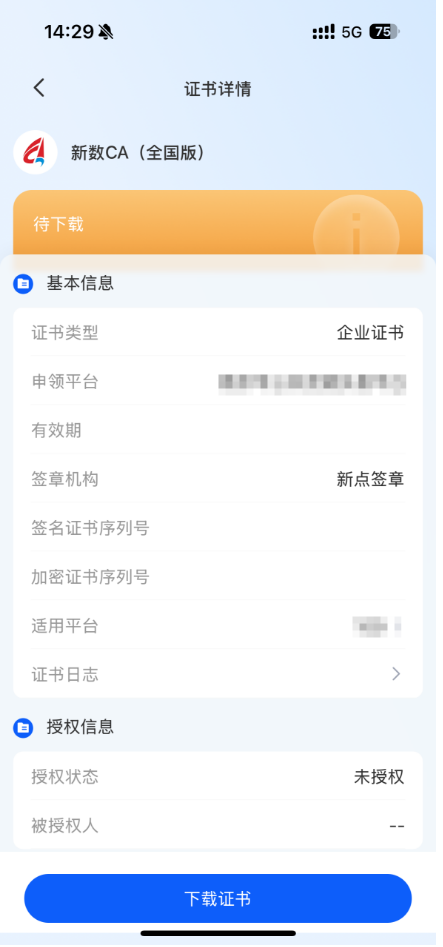 14:29
5G 75
证书详情
新数CA（全国版）
待下载
基本信息
证书类型 企业证书
申领平台
有效期
签章机构 新点签章
签名证书序列号
加密证书序列号
适用平台
证书日志
授权信息
授权状态 未授权
被授权人 --
下载证书